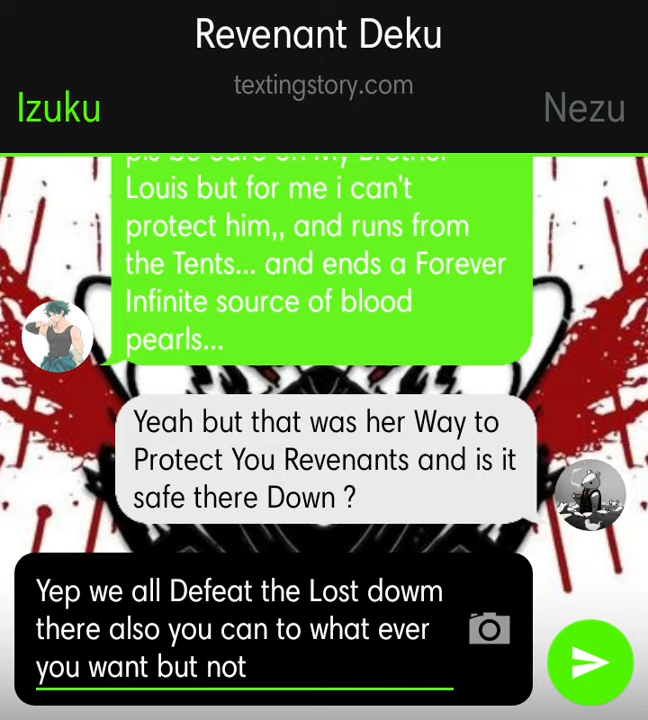 Revenant Deku
textingstory.com
Izuku
Nezu
Louis but for me i can't
protect him,, and runs from
the Tents... and ends a Forever
Infinite source of blood
pearls...
Yeah but that was her Way to
Protect You Revenants and is it
safe there Down ?
Yep we all Defeat the Lost dowm
there also you can to what ever
you want but not